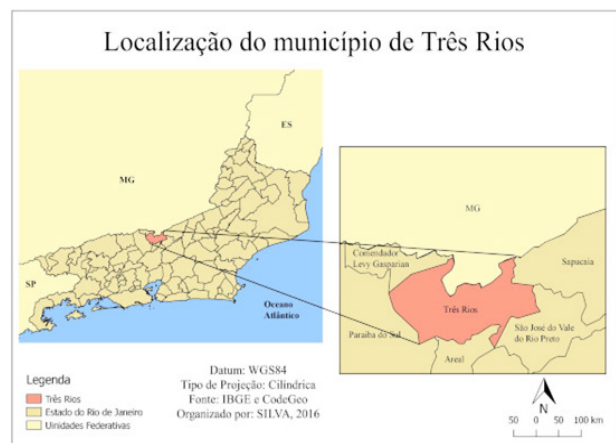 Localização do município de Três Rios
ES
MG
SP
Oceano
Atlântico
MG
Comendador
Levy Gasparian
Sapucaia
Três Rios
Paraíba do Sul
São José do Vale
do Rio Preto
Areal
Legenda
Três Rios
Estado do Rio de Janeiro
Uinidades Federativas
Datum: WGS84
Tipo de Projeção: Cilíndrica
Fonte: IBGE e CodeGeo
Organizado por: SILVA, 2016
N
50 0 50 100 km